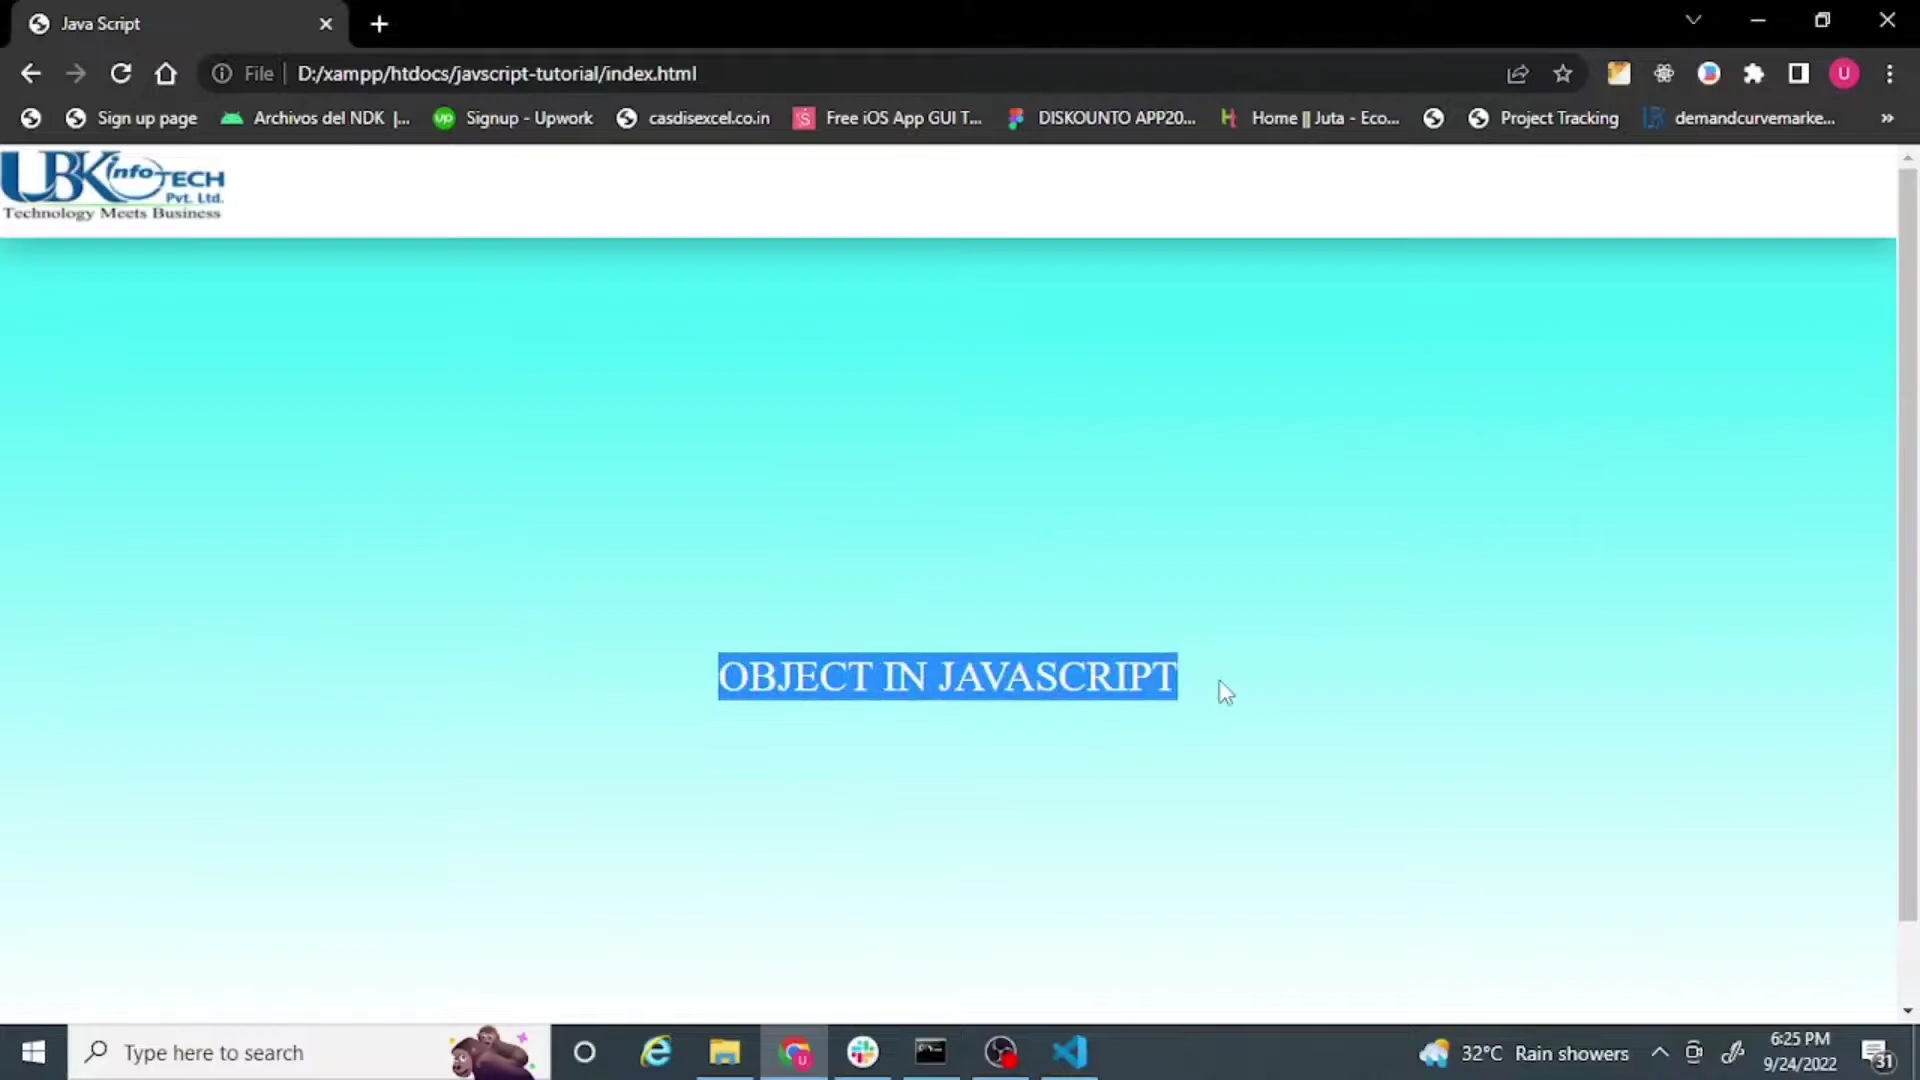 Java Script
File D:/xampp/htdocs/javscript-tutorial/index.html
Sign up page Archivos del NDK |... Signup - Upwork casdisexcel.co.in Free iOS App GUI T... DISKOUNTO APP20... Home || Juta - Eco... Project Tracking demandcurvemarke... »
UBK infoTECH
Pvt. Ltd.
Technology Meets Business
OBJECT IN JAVASCRIPT
Type here to search
32°C Rain showers
6:25 PM
9/24/2022
31